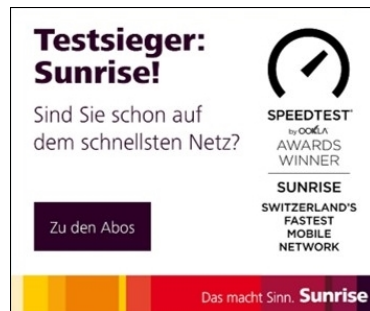 Testsieger:
Sunrise!
Sind Sie schon auf
dem schnellsten Netz?
Zu den Abos
SPEEDTEST®
by OOKLA
AWARDS
WINNER
SUNRISE
SWITZERLAND'S
FASTEST
MOBILE
NETWORK
Das macht Sinn. Sunrise